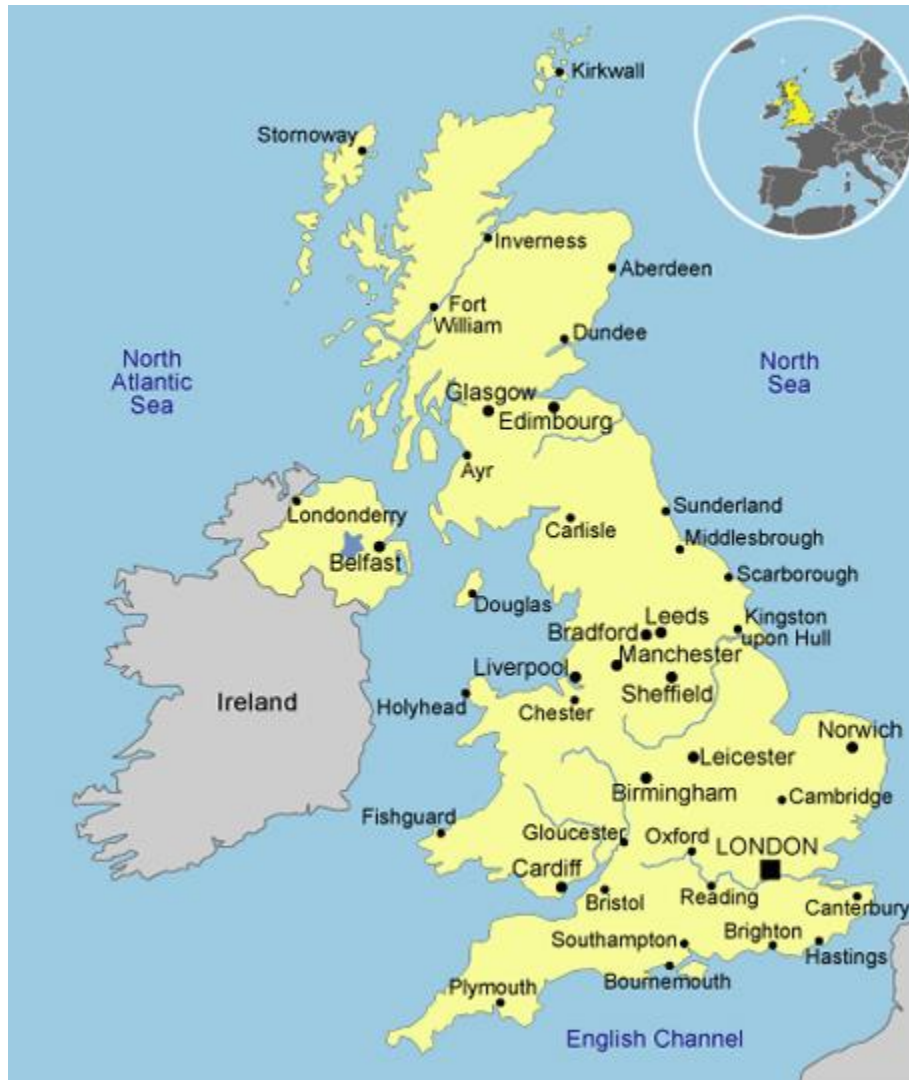 Kirkwall
Stornoway
Inverness
Aberdeen
Fort
William
Dundee
North
Atlantic
Sea
North
Sea
Glasgow
Edimbourg
Ayr
Londonderry
Sunderland
Carlisle
Middlesbrough
Belfast
Scarborough
Douglas
Kingston
upon Hull
Leeds
Bradford
Manchester
Liverpool
Sheffield
Ireland
Holyhead
Chester
Norwich
Leicester
Birmingham
Cambridge
Fishguard
Gloucester
Oxford
LONDON
Cardiff
Bristol
Reading
Canterbury
Southampton
Brighton
Hastings
Bournemouth
Plymouth
English Channel